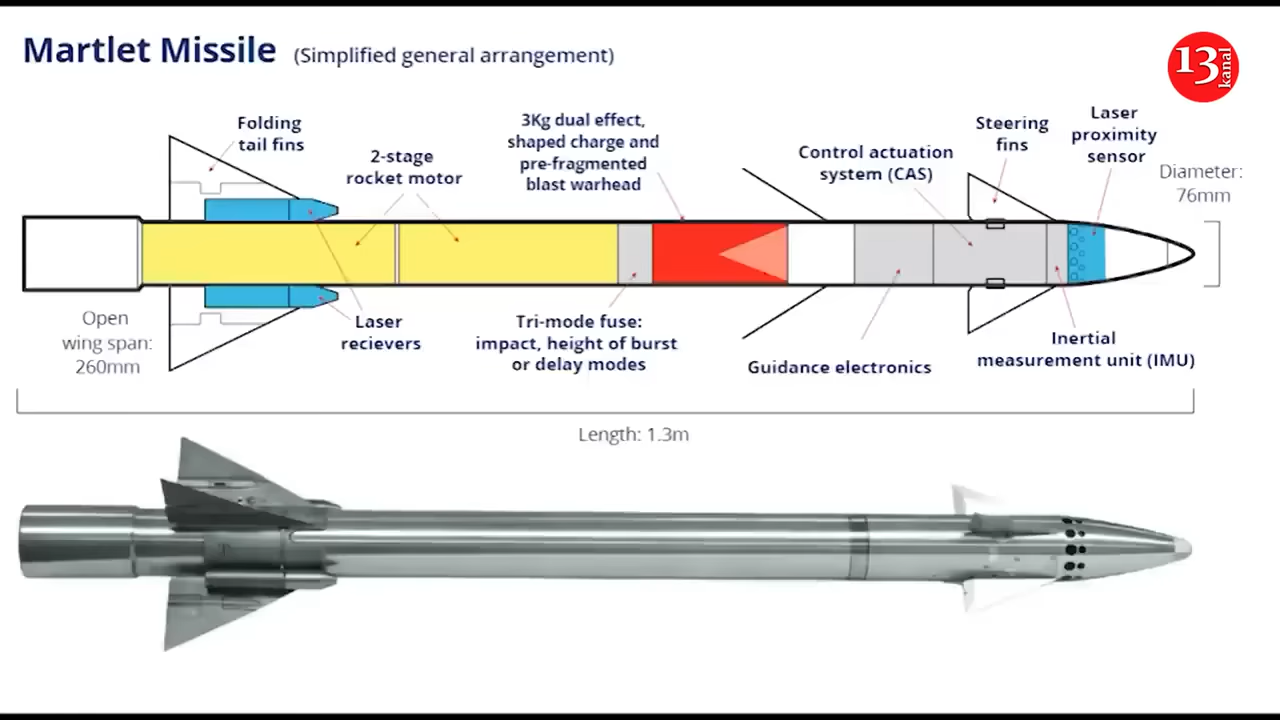 Martlet Missile (Simplified general arrangement)
13 kanal
Folding
tail fins
2-stage
rocket motor
3Kg dual effect,
shaped charge and
pre-fragmented
blast warhead
Control actuation
system (CAS)
Steering
fins
Laser
proximity
sensor
Diameter:
76mm
Open
wing span:
260mm
Laser
recievers
Tri-mode fuse:
impact, height of burst
or delay modes
Guidance electronics
Inertial
measurement unit (IMU)
Length: 1.3m